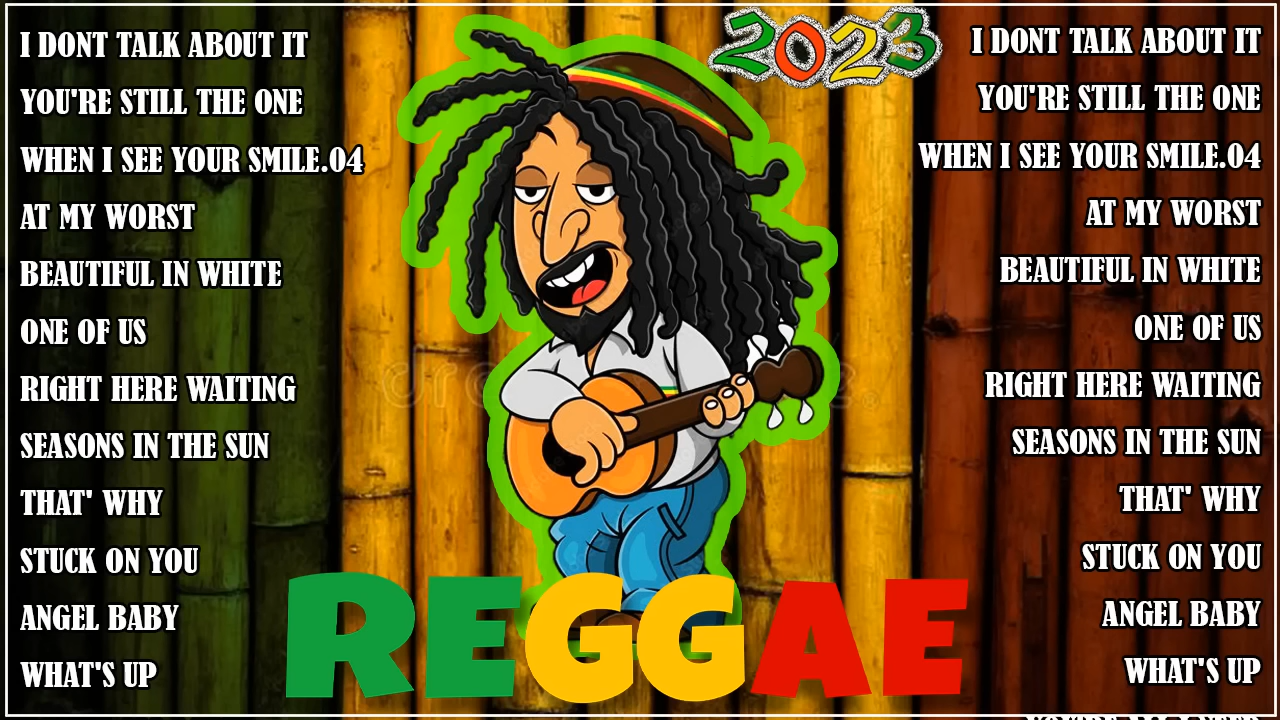 I DONT TALK ABOUT IT
YOU'RE STILL THE ONE
WHEN I SEE YOUR SMILE.04
AT MY WORST
BEAUTIFUL IN WHITE
ONE OF US
RIGHT HERE WAITING
SEASONS IN THE SUN
THAT' WHY
STUCK ON YOU
ANGEL BABY
WHAT'S UP
2023
REGGAE
I DONT TALK ABOUT IT
YOU'RE STILL THE ONE
WHEN I SEE YOUR SMILE.04
AT MY WORST
BEAUTIFUL IN WHITE
ONE OF US
RIGHT HERE WAITING
SEASONS IN THE SUN
THAT' WHY
STUCK ON YOU
ANGEL BABY
WHAT'S UP